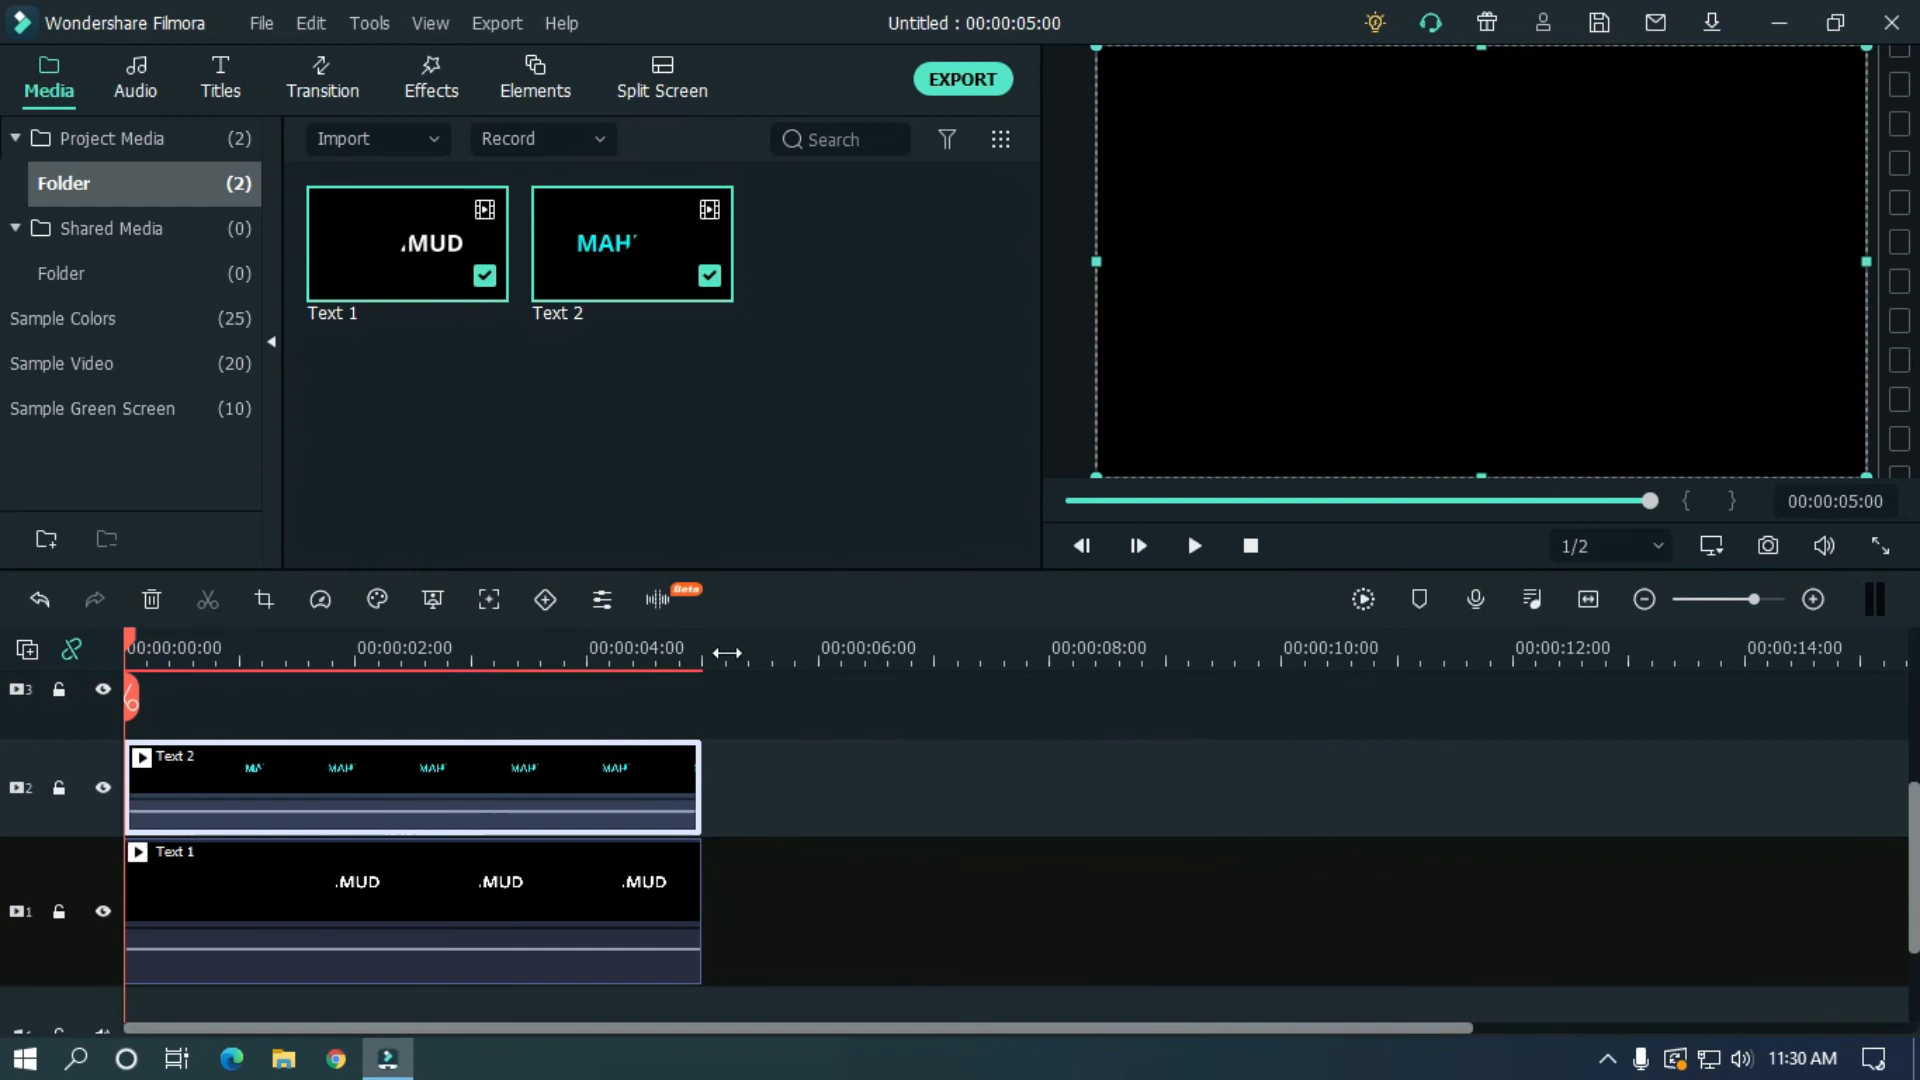 Wondershare Filmora File Edit Tools View Export Help Untitled : 00:00:05:00
Media Audio Titles Transition Effects Elements Split Screen EXPORT
Project Media (2)
Folder (2)
Shared Media (0)
Folder (0)
Sample Colors (25)
Sample Video (20)
Sample Green Screen (10)
Import Record Search
MUD MAH
Text 1 Text 2
{ } 00:00:05:00
1/2
Beta
00:00:00:00 00:00:02:00 00:00:04:00 00:00:06:00 00:00:08:00 00:00:10:00 00:00:12:00 00:00:14:00
3
Text 2
MA MAH MAH MAH MAH
2
Text 1
MUD MUD MUD
1
11:30 AM